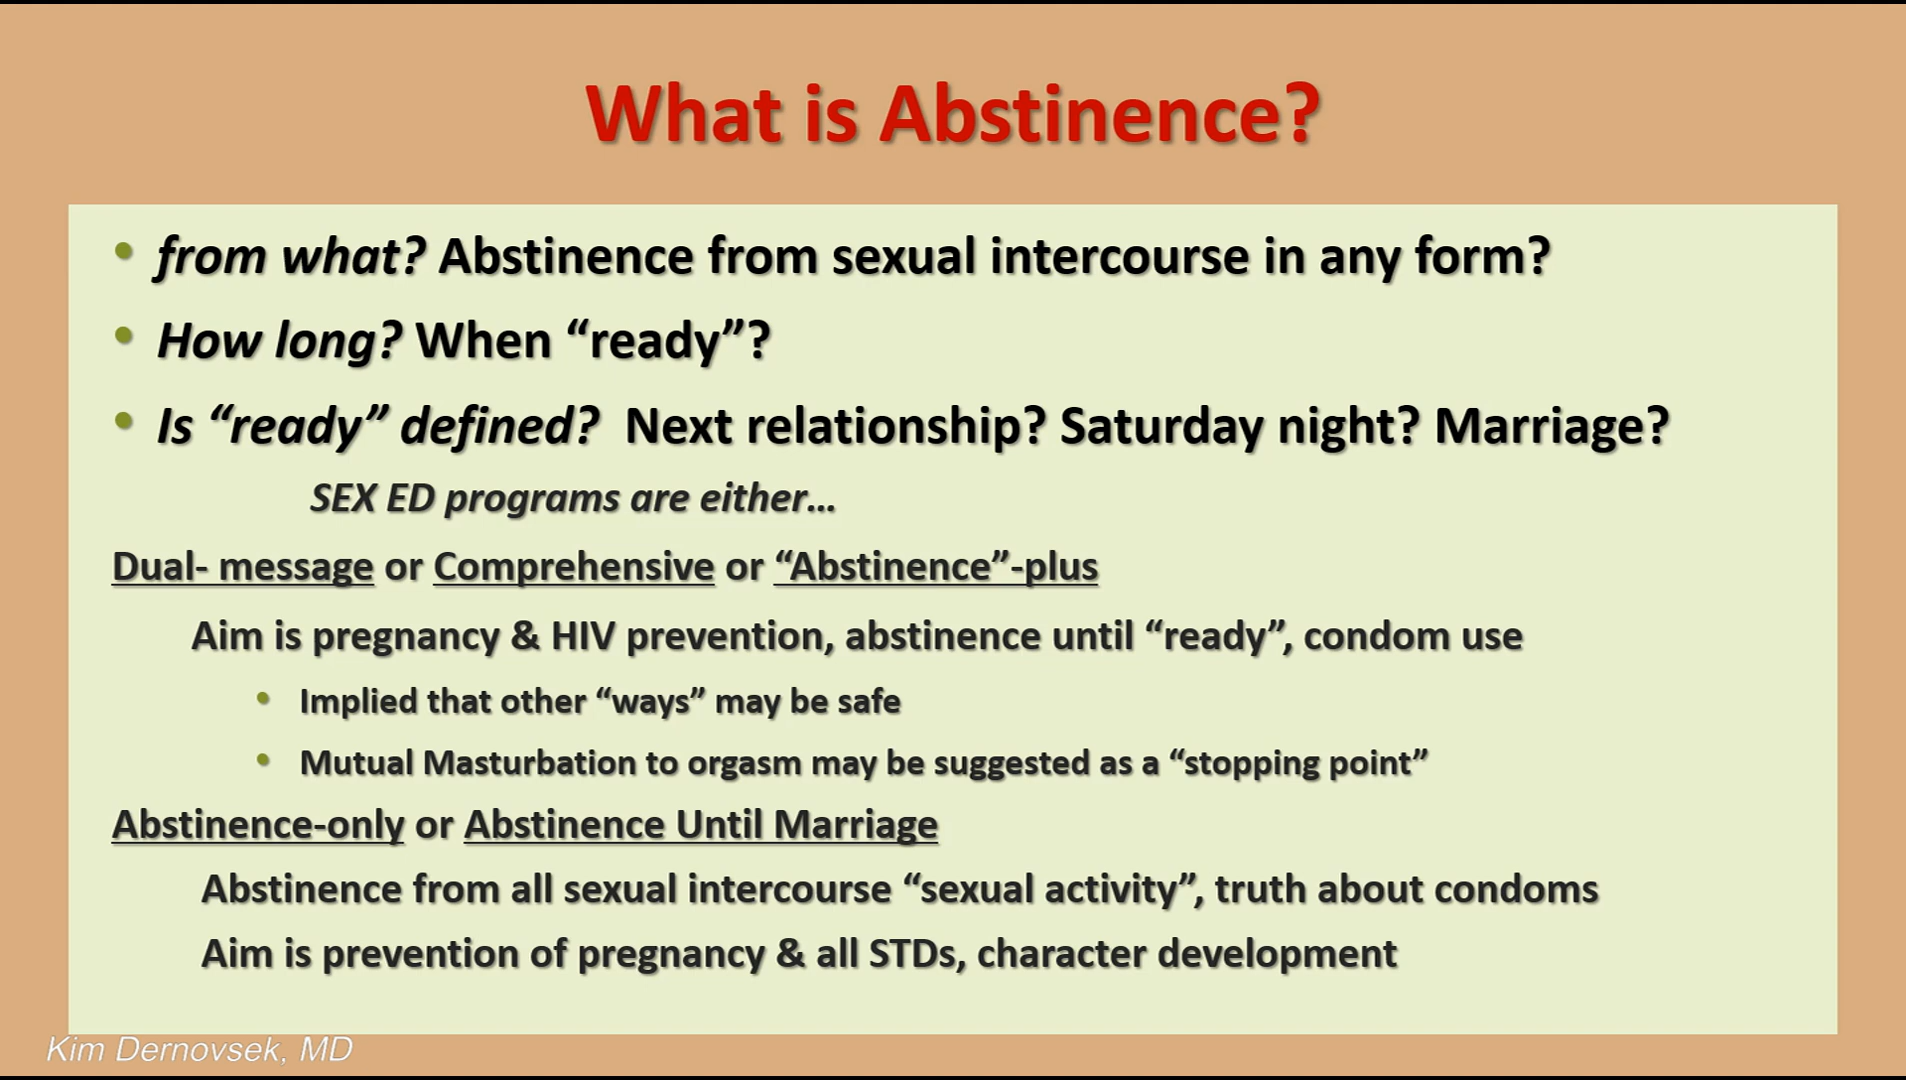 What is Abstinence?
• from what? Abstinence from sexual intercourse in any form?
• How long? When “ready”?
• Is “ready” defined?  Next relationship? Saturday night? Marriage?
SEX ED programs are either…
Dual- message or Comprehensive or “Abstinence”-plus
Aim is pregnancy & HIV prevention, abstinence until “ready”, condom use
• Implied that other “ways” may be safe
• Mutual Masturbation to orgasm may be suggested as a “stopping point”
Abstinence-only or Abstinence Until Marriage
Abstinence from all sexual intercourse “sexual activity”, truth about condoms
Aim is prevention of pregnancy & all STDs, character development
Kim Dernovsek, MD